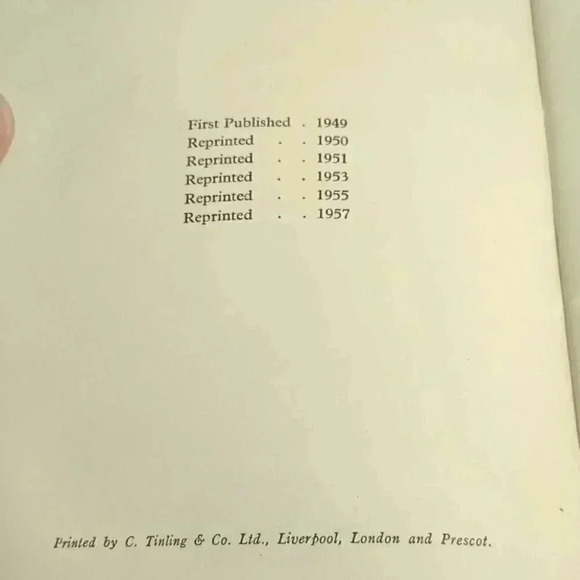 First Published . 1949
Reprinted . . 1950
Reprinted . . 1951
Reprinted . . 1953
Reprinted . . 1955
Reprinted . . 1957
Printed by C. Tinling & Co. Ltd., Liverpool, London and Prescot.